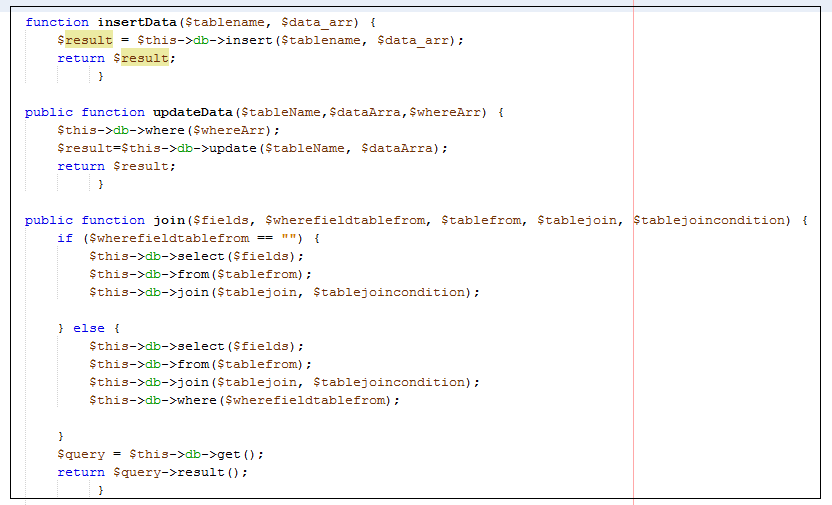 function insertData($tablename, $data_arr) {
$result = $this->db->insert($tablename, $data_arr);
return $result;
}
public function updateData($tableName,$dataArra,$whereArr) {
$this->db->where($whereArr);
$result=$this->db->update($tableName, $dataArra);
return $result;
}
public function join($fields, $wherefieldtablefrom, $tablefrom, $tablejoin, $tablejoincondition) {
if ($wherefieldtablefrom == "") {
$this->db->select($fields);
$this->db->from($tablefrom);
$this->db->join($tablejoin, $tablejoincondition);
} else {
$this->db->select($fields);
$this->db->from($tablefrom);
$this->db->join($tablejoin, $tablejoincondition);
$this->db->where($wherefieldtablefrom);
}
$query = $this->db->get();
return $query->result();
}